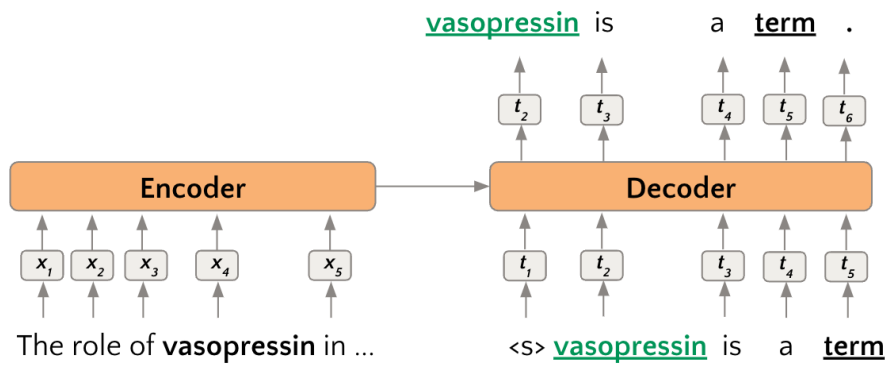 vasopressin is a term .
t2 t3 t4 t5 t6
Encoder Decoder
x1 x2 x3 x4 x5 t1 t2 t3 t4 t5
The role of vasopressin in ... <s> vasopressin is a term